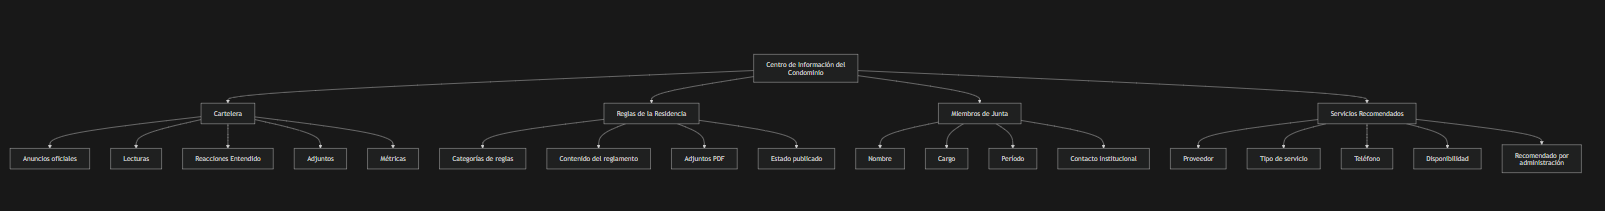 Centro de Información del
Condominio
Cartelera
Reglas de la Residencia
Miembros de Junta
Servicios Recomendados
Anuncios oficiales
Lecturas
Reacciones Entendido
Adjuntos
Métricas
Categorías de reglas
Contenido del reglamento
Adjuntos PDF
Estado publicado
Nombre
Cargo
Período
Contacto institucional
Proveedor
Tipo de servicio
Teléfono
Disponibilidad
Recomendado por
administración